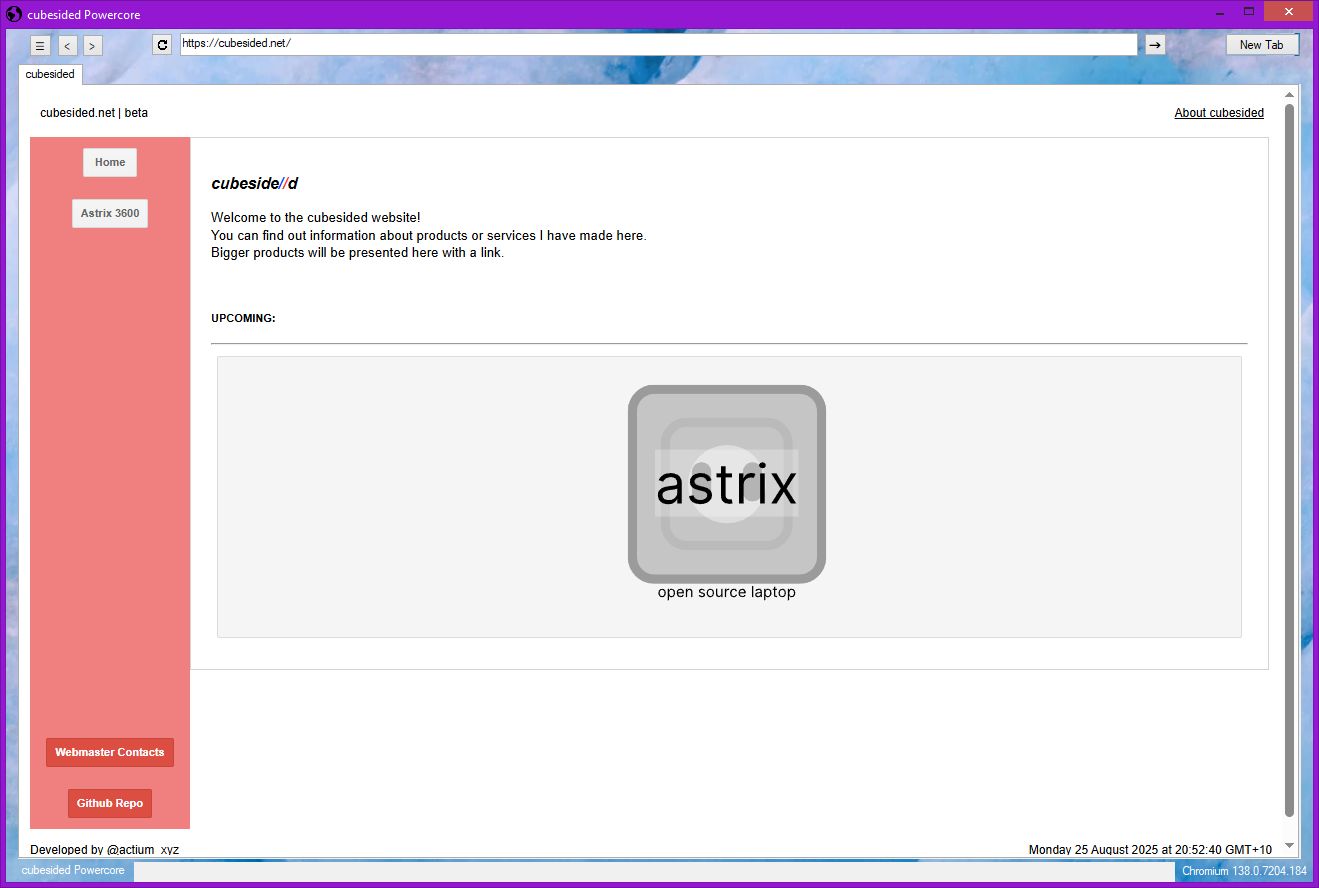 cubesided Powercore
☰ < > https://cubesided.net/ → New Tab
cubesided
cubesided.net | beta
About cubesided
Home
Astrix 3600
cubeside//d
Welcome to the cubesided website!
You can find out information about products or services I have made here.
Bigger products will be presented here with a link.
UPCOMING:
astrix
open source laptop
Webmaster Contacts
Github Repo
Developed by @actium_xyz
Monday 25 August 2025 at 20:52:40 GMT+10
cubesided Powercore
Chromium 138.0.7204.184